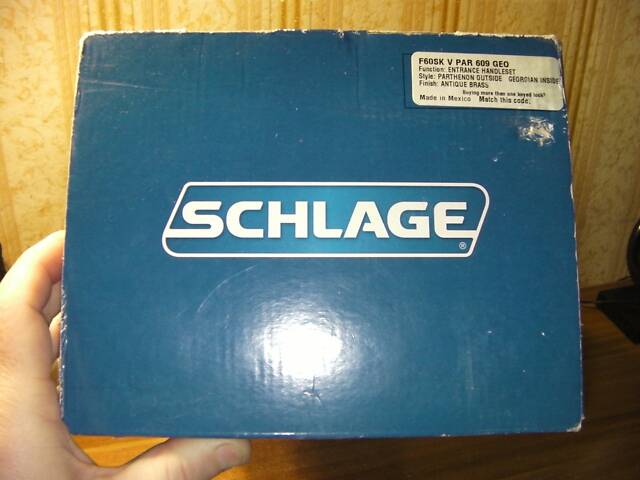 F60SK V PAR 609 GEO
Function: ENTRANCE HANDLESET
Style: PARTHENON OUTSIDE GEORGIAN INSIDE
Finish: ANTIQUE BRASS
Buying more than one keyed lock?
Made in Mexico Match this code:
SCHLAGE
®